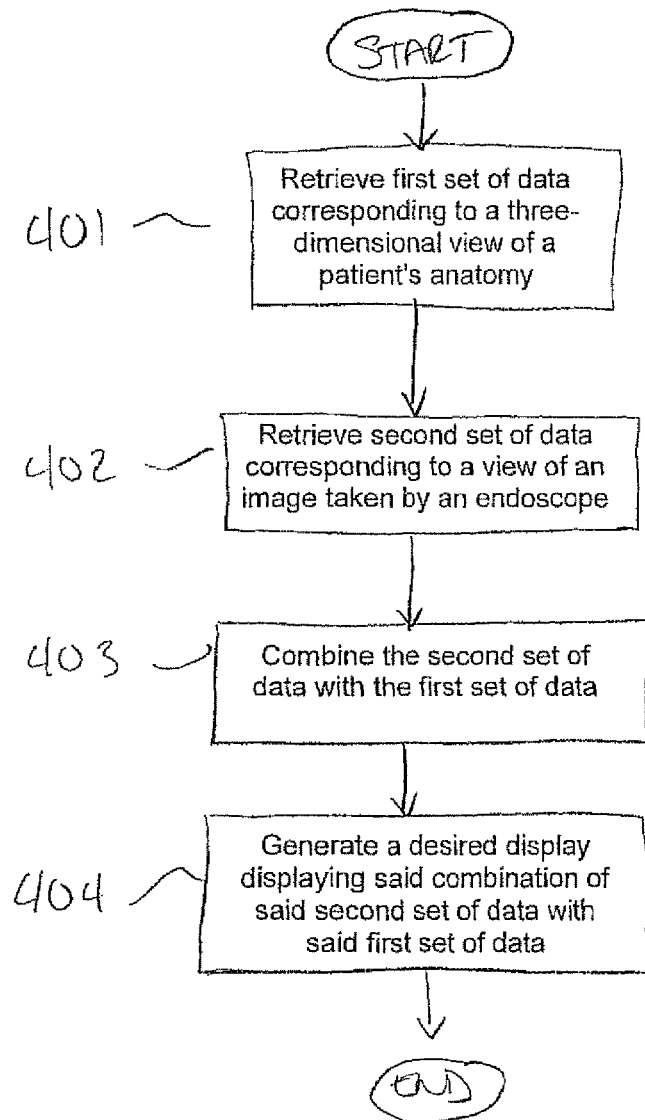 START
401
Retrieve first set of data
corresponding to a three-
dimensional view of a
patient's anatomy
402
Retrieve second set of data
corresponding to a view of an
image taken by an endoscope
403
Combine the second set of
data with the first set of data
404
Generate a desired display
displaying said combination of
said second set of data with
said first set of data
END